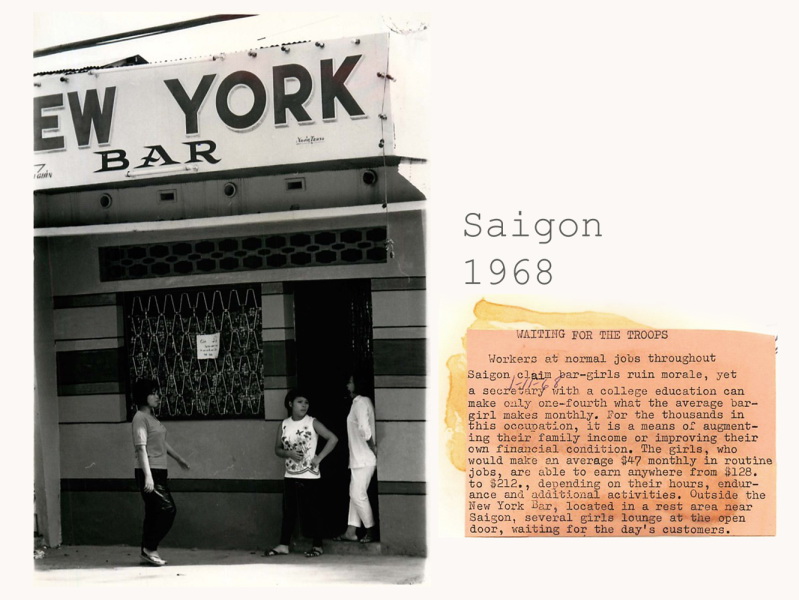 EW YORK
BAR
Saigon
1968
WAITING FOR THE TROOPS
Workers at normal jobs throughout
Saigon claim bar-girls ruin morale, yet
1-11-68
a secretary with a college education can
make only one-fourth what the average bar-
girl makes monthly. For the thousands in
this occupation, it is a means of augment-
ing their family income or improving their
own financial condition. The girls, who
would make an average $47 monthly in routine
jobs, are able to earn anywhere from $128.
to $212., depending on their hours, endur-
ance and additional activities. Outside the
New York Bar, located in a rest area near
Saigon, several girls lounge at the open
door, waiting for the day's customers.